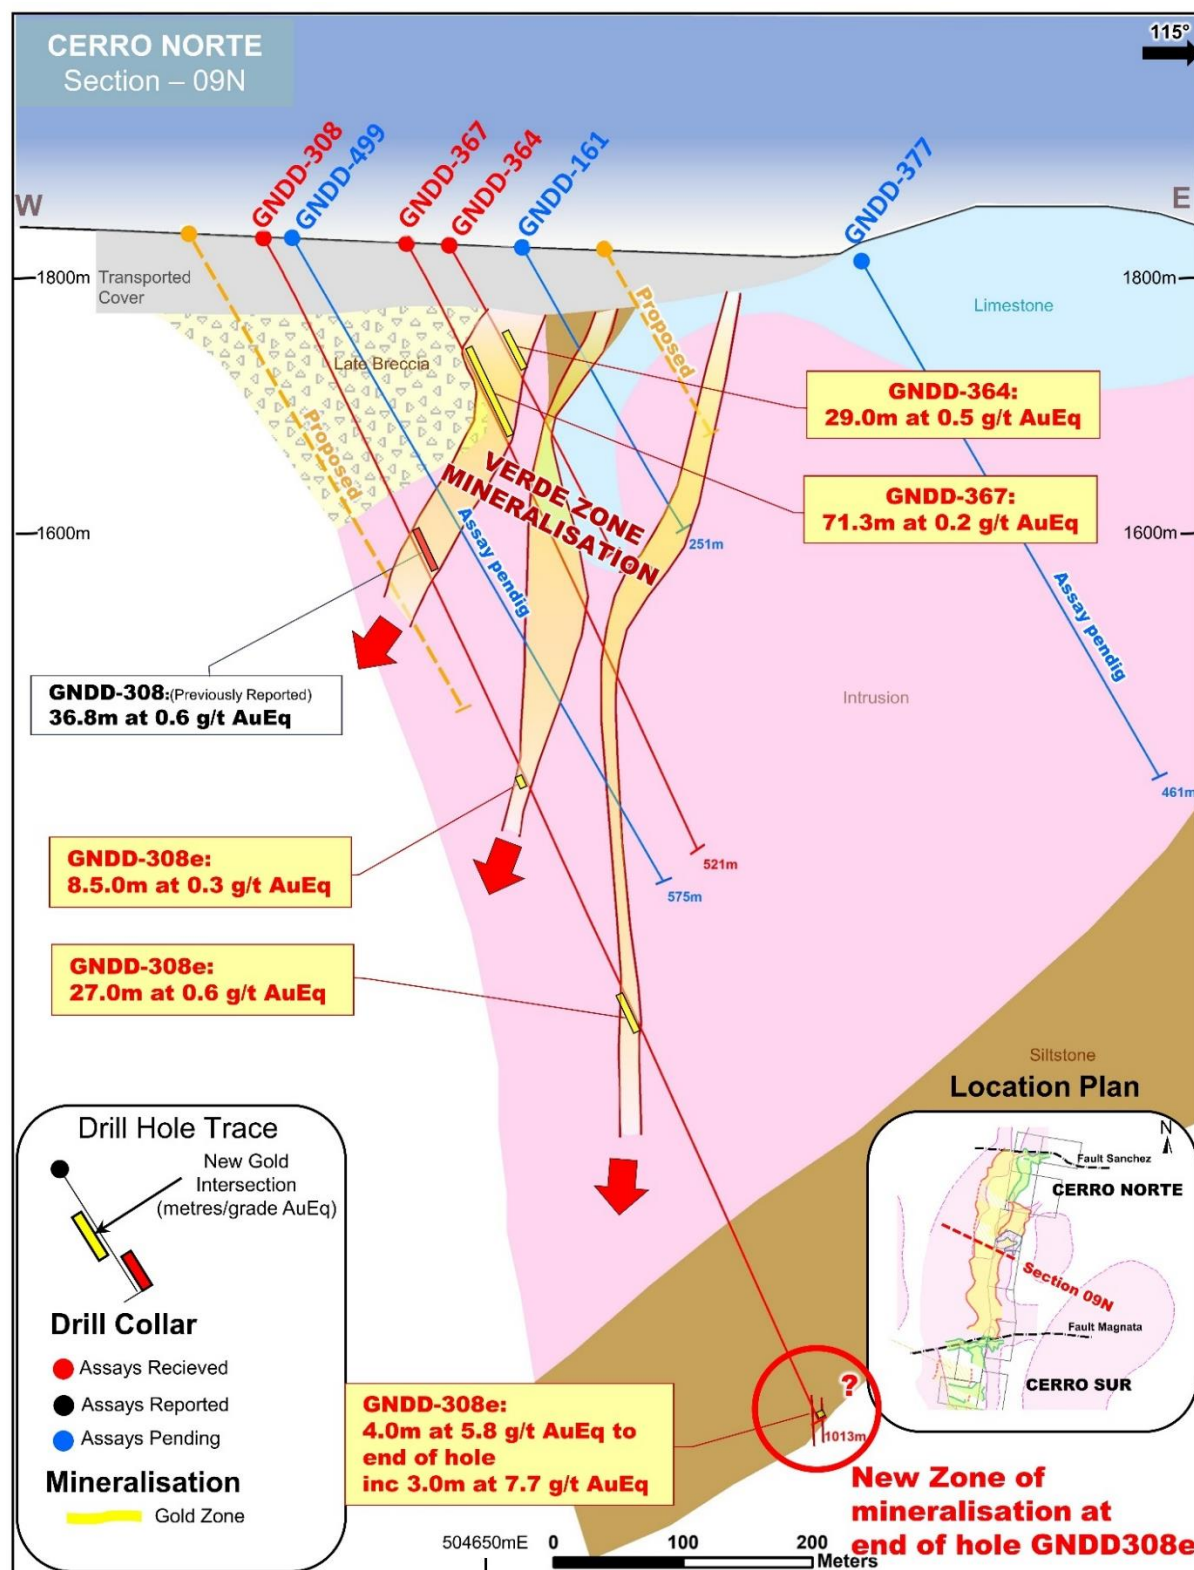 CERRO NORTE
Section – 09N
115°
W
E
GNDD-308
GNDD-499
GNDD-367
GNDD-364
GNDD-161
GNDD-377
1800m
1800m
Transported
Cover
Limestone
Late Breccia
Proposed
Proposed
GNDD-364:
29.0m at 0.5 g/t AuEq
VERDE ZONE
MINERALISATION
GNDD-367:
71.3m at 0.2 g/t AuEq
1600m
1600m
251m
Assay pendig
Assay pendig
GNDD-308:(Previously Reported)
36.8m at 0.6 g/t AuEq
Intrusion
461m
521m
575m
GNDD-308e:
8.5.0m at 0.3 g/t AuEq
GNDD-308e:
27.0m at 0.6 g/t AuEq
Siltstone
Location Plan
N
Fault Sanchez
CERRO NORTE
Section 09N
Fault Magnata
CERRO SUR
Drill Hole Trace
New Gold
Intersection
(metres/grade AuEq)
Drill Collar
Assays Recieved
Assays Reported
Assays Pending
Mineralisation
Gold Zone
GNDD-308e:
4.0m at 5.8 g/t AuEq to
end of hole
inc 3.0m at 7.7 g/t AuEq
?
1013m
New Zone of
mineralisation at
end of hole GNDD308e
504650mE
0 100 200
Meters